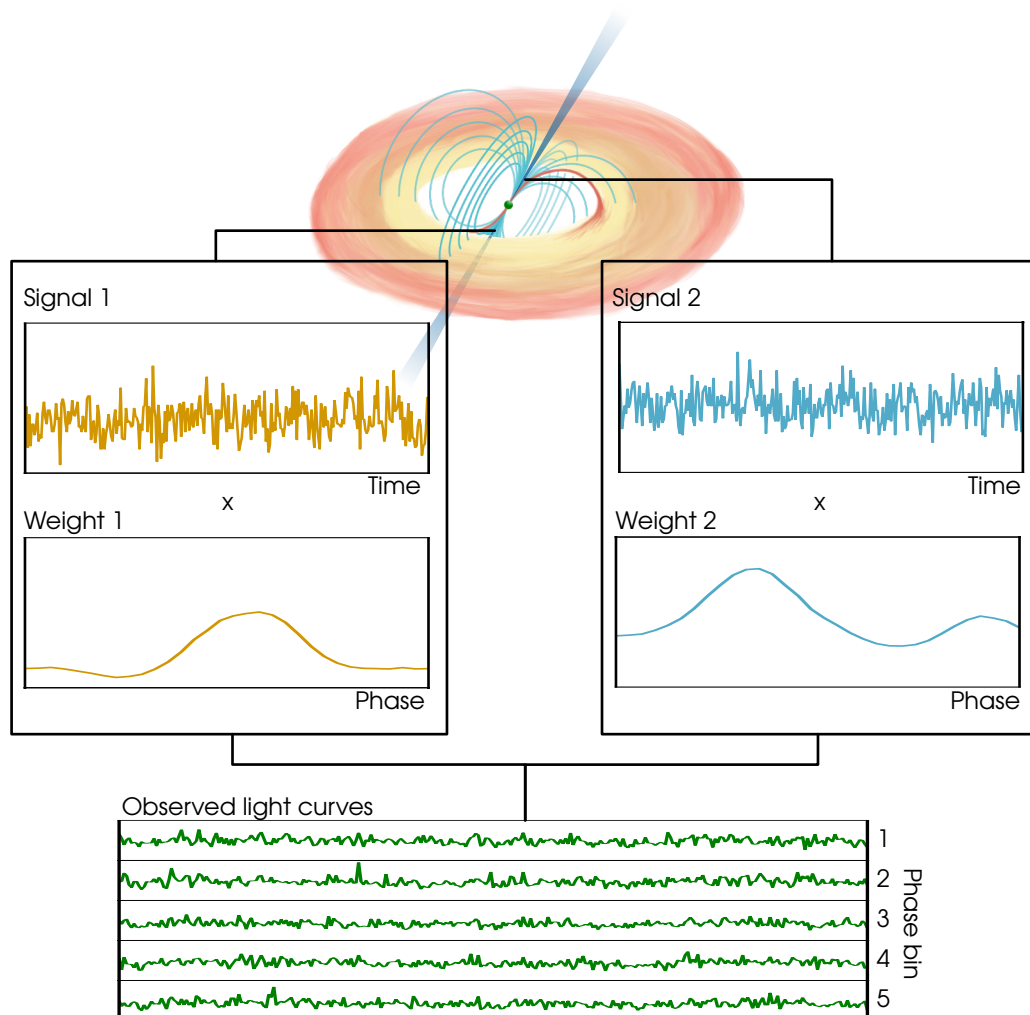 Signal 1
Signal 2
Time
Time
x
x
Weight 1
Weight 2
Phase
Phase
Observed light curves
1
2
3
4
5
Phase bin